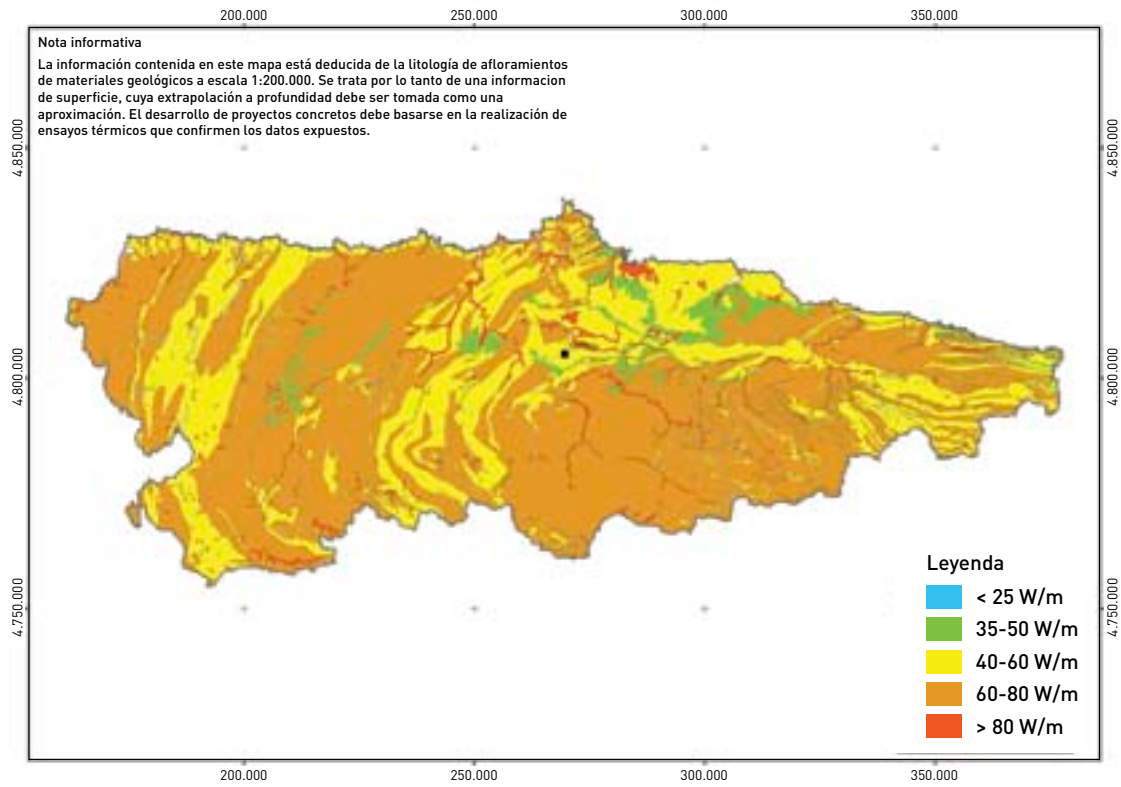 200.000 250.000 300.000 350.000
Nota informativa
La información contenida en este mapa está deducida de la litología de afloramientos
de materiales geológicos a escala 1:200.000. Se trata por lo tanto de una informacion
de superficie, cuya extrapolación a profundidad debe ser tomada como una
aproximación. El desarrollo de proyectos concretos debe basarse en la realización de
ensayos térmicos que confirmen los datos expuestos.
4.850.000
4.850.000
4.800.000
4.800.000
4.750.000
4.750.000
Leyenda
< 25 W/m
35-50 W/m
40-60 W/m
60-80 W/m
> 80 W/m
200.000 250.000 300.000 350.000